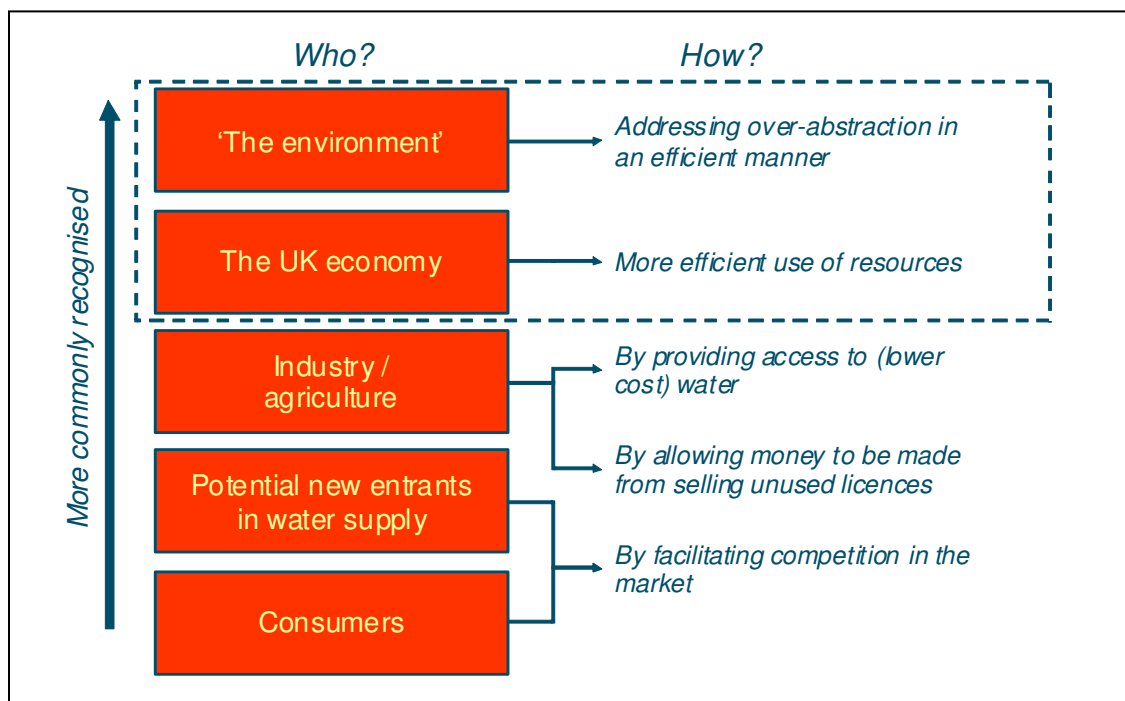 Who?
How?
More commonly recognised
‘The environment’
Addressing over-abstraction in
an efficient manner
The UK economy
More efficient use of resources
Industry /
agriculture
By providing access to (lower
cost) water
By allowing money to be made
from selling unused licences
Potential new entrants
in water supply
By facilitating competition in the
market
Consumers